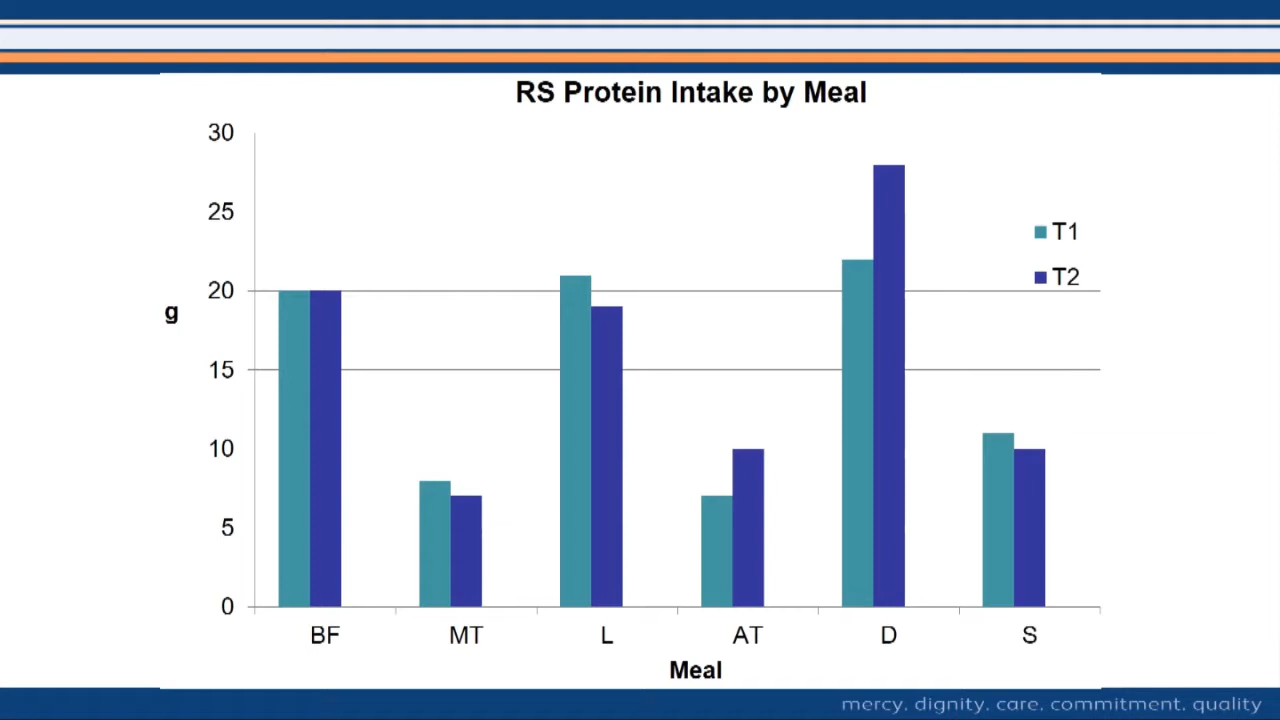 RS Protein Intake by Meal
30
25
20
15
10
5
0
g
T1
T2
BF MT L AT D S
Meal
mercy, dignity, care, commitment, quality